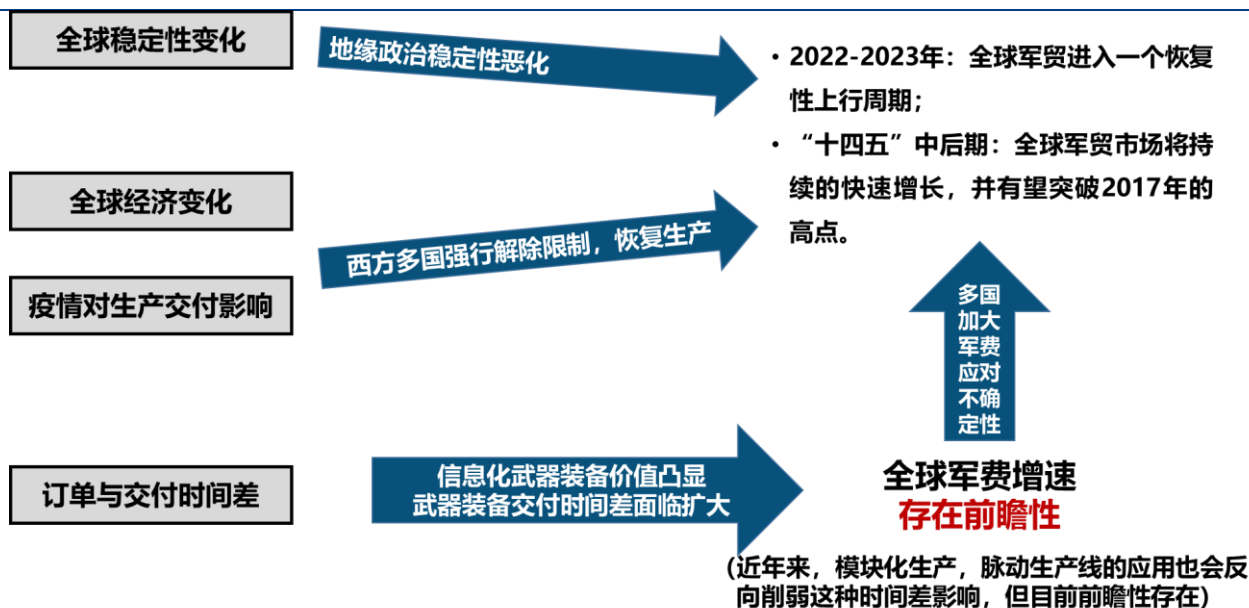 全球稳定性变化
地缘政治稳定性恶化
• 2022-2023年：全球军贸进入一个恢复
性上行周期；
• “十四五”中后期：全球军贸市场将持
续的快速增长，并有望突破2017年的
高点。
全球经济变化
西方多国强行解除限制，恢复生产
疫情对生产交付影响
多国
加大
军费
应对
不确
定性
订单与交付时间差
信息化武器装备价值凸显
武器装备交付时间差面临扩大
全球军费增速
存在前瞻性
（近年来，模块化生产，脉动生产线的应用也会反
向削弱这种时间差影响，但目前前瞻性存在）